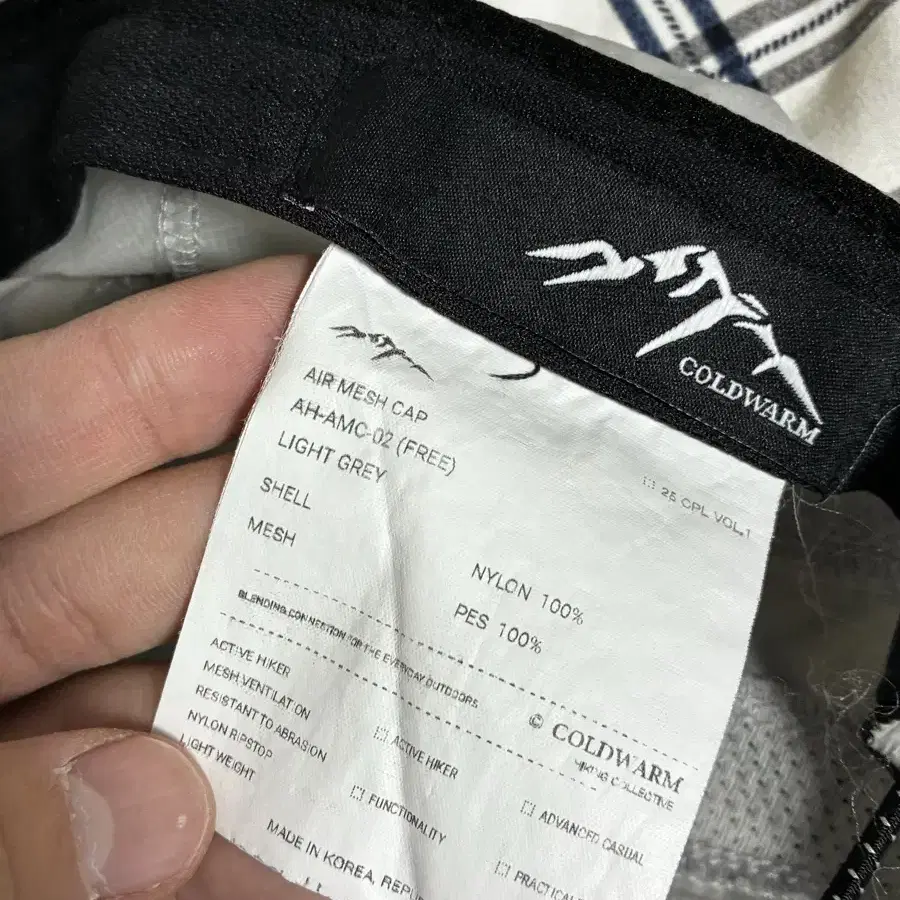 COLDWARM
AIR MESH CAP
AH-AMC-02 (FREE)
LIGHT GREY
25 CPL VOL.1
SHELL NYLON 100%
MESH PES 100%
BLENDING CONNECTION FOR THE EVERYDAY OUTDOORS
© COLDWARM
HIKING COLLECTIVE
ACTIVE HIKER
MESH VENTILATION
RESISTANT TO ABRASION
NYLON RIPSTOP
LIGHT WEIGHT
ACTIVE HIKER
FUNCTIONALITY
ADVANCED CASUAL
MADE IN KOREA,